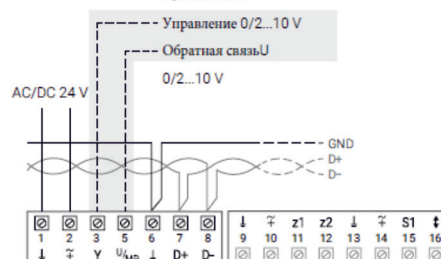 Управление 0/2...10 V
Обратная связьU
0/2...10 V
AC/DC 24 V
GND
D+
D-
1 2 3 5 6 7 8
Y U/MP D+ D-
z1 z2 S1
9 10 11 12 13 14 15 16